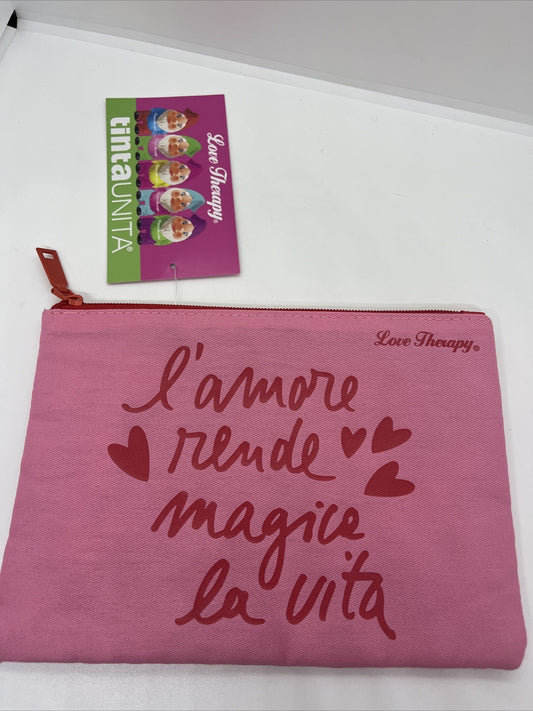 Love Therapy®
tintaUNITA®
Love Therapy®
l'amore
rende
magica
la vita